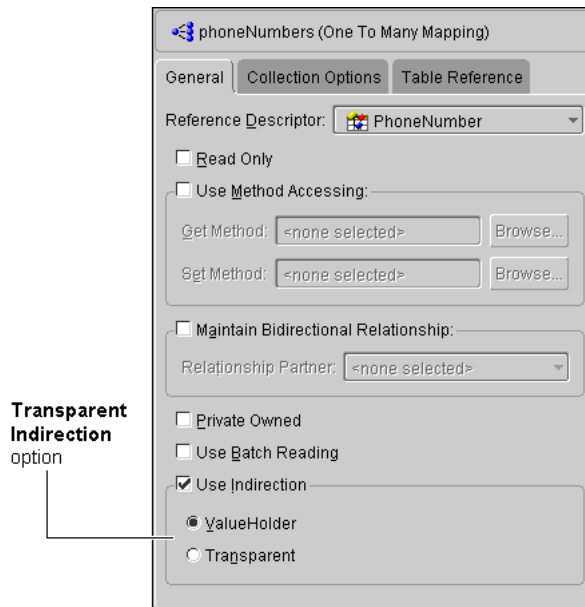 phoneNumbers (One To Many Mapping)
General Collection Options Table Reference
Reference Descriptor: PhoneNumber
Read Only
Use Method Accessing:
Get Method: <none selected> Browse...
Set Method: <none selected> Browse...
Maintain Bidirectional Relationship:
Relationship Partner: <none selected>
Private Owned
Use Batch Reading
Use Indirection
ValueHolder
Transparent
Transparent
Indirection
option